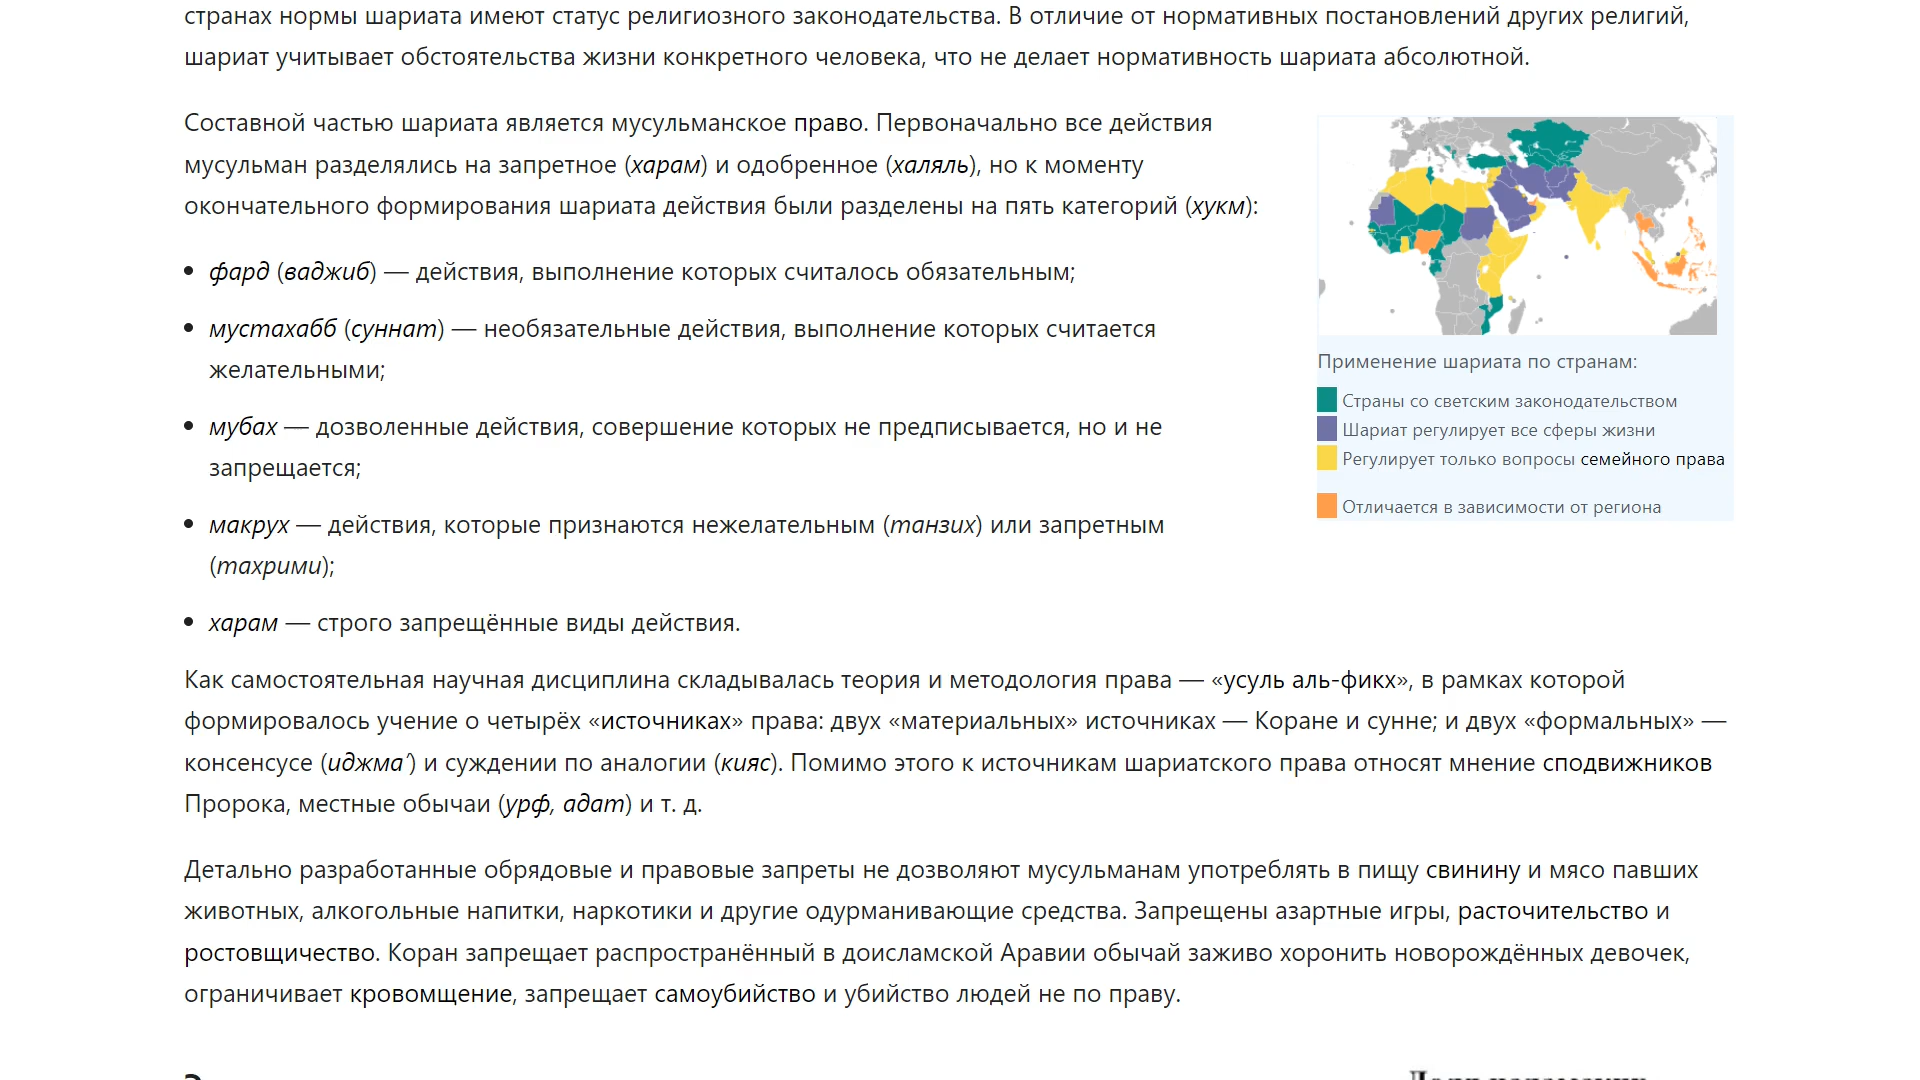 странах нормы шариата имеют статус религиозного законодательства. В отличие от нормативных постановлений других религий,
шариат учитывает обстоятельства жизни конкретного человека, что не делает нормативность шариата абсолютной.
Составной частью шариата является мусульманское право. Первоначально все действия
мусульман разделялись на запретное (харам) и одобренное (халяль), но к моменту
окончательного формирования шариата действия были разделены на пять категорий (хукм):
• фард (ваджиб) — действия, выполнение которых считалось обязательным;
• мустахабб (суннат) — необязательные действия, выполнение которых считается
желательными;
• мубах — дозволенные действия, совершение которых не предписывается, но и не
запрещается;
• макрух — действия, которые признаются нежелательным (танзих) или запретным
(тахрими);
• харам — строго запрещённые виды действия.
Применение шариата по странам:
Страны со светским законодательством
Шариат регулирует все сферы жизни
Регулирует только вопросы семейного права
Отличается в зависимости от региона
Как самостоятельная научная дисциплина складывалась теория и методология права — «усуль аль-фикх», в рамках которой
формировалось учение о четырёх «источниках» права: двух «материальных» источниках — Коране и сунне; и двух «формальных» —
консенсусе (иджма’) и суждении по аналогии (кияс). Помимо этого к источникам шариатского права относят мнение сподвижников
Пророка, местные обычаи (урф, адат) и т. д.
Детально разработанные обрядовые и правовые запреты не дозволяют мусульманам употреблять в пищу свинину и мясо павших
животных, алкогольные напитки, наркотики и другие одурманивающие средства. Запрещены азартные игры, расточительство и
ростовщичество. Коран запрещает распространённый в доисламской Аравии обычай заживо хоронить новорождённых девочек,
ограничивает кровомщение, запрещает самоубийство и убийство людей не по праву.